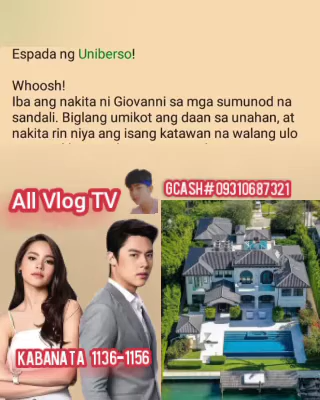 Espada ng Uniberso!
Whoosh!
Iba ang nakita ni Giovanni sa mga sumunod na
sandali. Biglang umikot ang daan sa unahan, at
nakita rin niya ang isang katawan na walang ulo
All Vlog TV
GCASH#09310687321
KABANATA 1136-1156